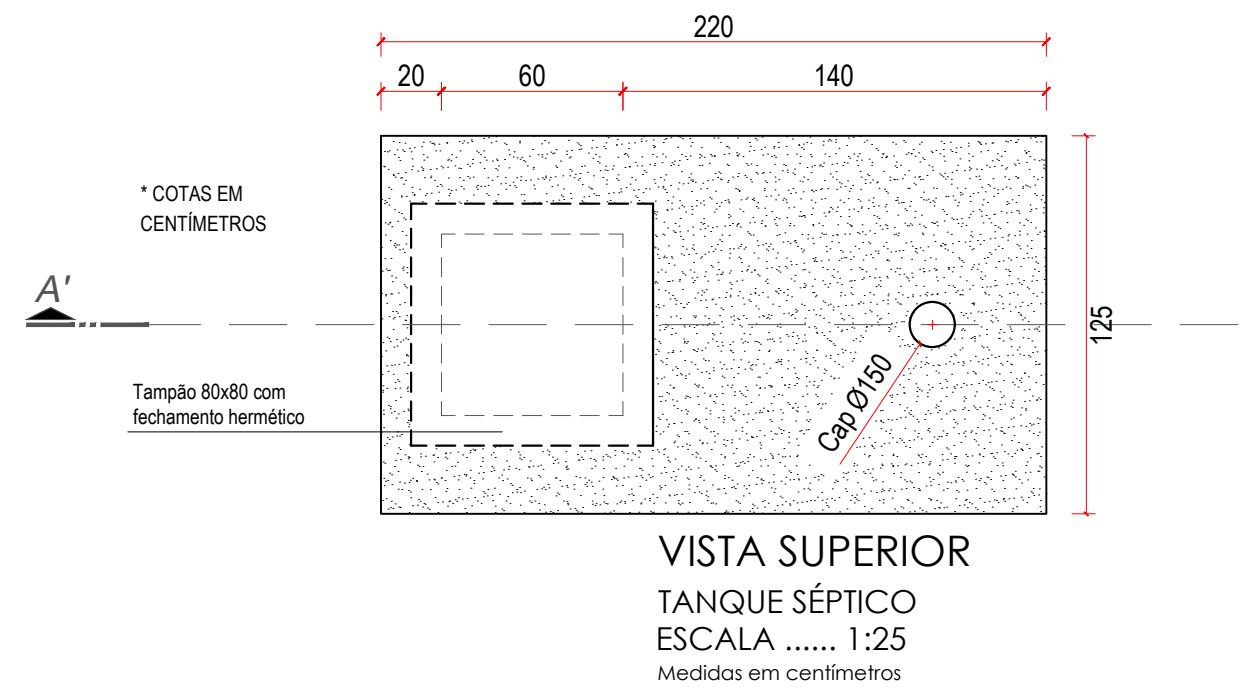 220
20 60 140
* COTAS EM
CENTÍMETROS
A'
125
Tampão 80x80 com
fechamento hermético
Cap Ø150
VISTA SUPERIOR
TANQUE SÉPTICO
ESCALA ...... 1:25
Medidas em centímetros